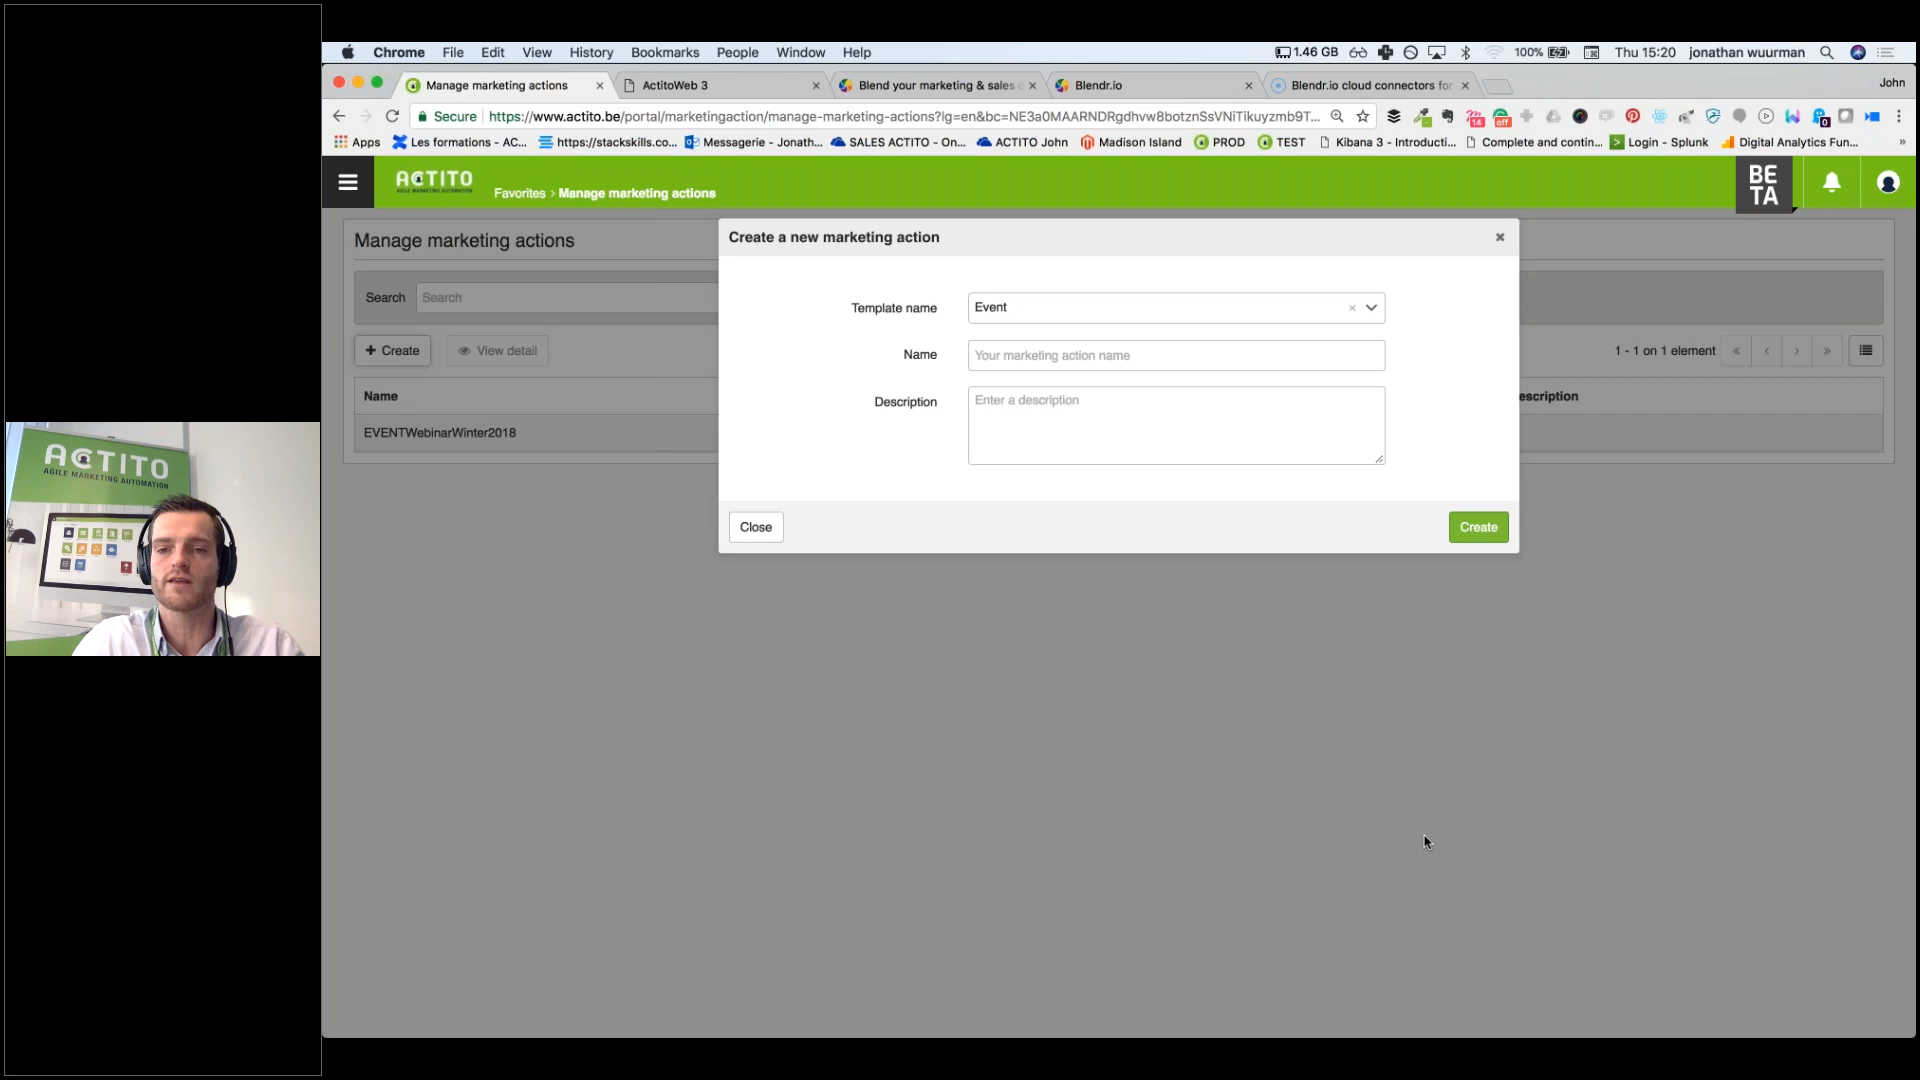 Chrome File Edit View History Bookmarks People Window Help
1.46 GB 100% Thu 15:20 jonathan wuurman
Manage marketing actions
ActitoWeb 3
Blend your marketing & sales
Blendr.io
Blendr.io cloud connectors for
John
Secure https://www.actito.be/portal/marketingaction/manage-marketing-actions?lg=en&bc=NE3a0MAARNDRgdhvw8botznSsVNiTikuyzmb9T...
14 off 0
Apps Les formations - AC... https://stackskills.co... Messagerie - Jonath... SALES ACTITO - On... ACTITO John Madison Island PROD TEST Kibana 3 - Introducti... Complete and contin... Login - Splunk Digital Analytics Fun... »
ACTITO
AGILE MARKETING AUTOMATION
Favorites > Manage marketing actions
BE
TA
Manage marketing actions
Search Search
+ Create View detail
1 - 1 on 1 element « ‹ › »
Name
escription
EVENTWebinarWinter2018
Create a new marketing action
Template name Event
Name Your marketing action name
Description Enter a description
Close Create
ACTITO
AGILE MARKETING AUTOMATION